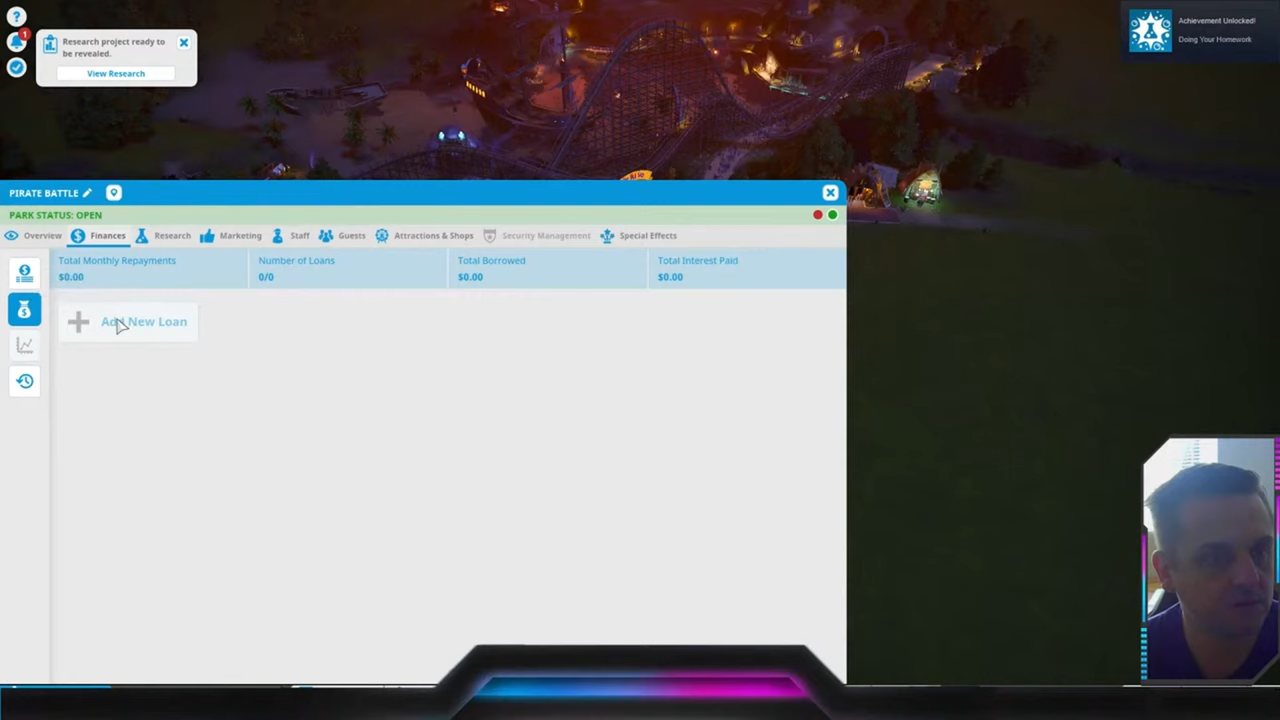 ?
1
Research project ready to
be revealed.
View Research
Achievement Unlocked!
Doing Your Homework
PIRATE BATTLE
PARK STATUS: OPEN
Overview
Finances
Research
Marketing
Staff
Guests
Attractions & Shops
Security Management
Special Effects
Total Monthly Repayments
$0.00
Number of Loans
0/0
Total Borrowed
$0.00
Total Interest Paid
$0.00
Add New Loan